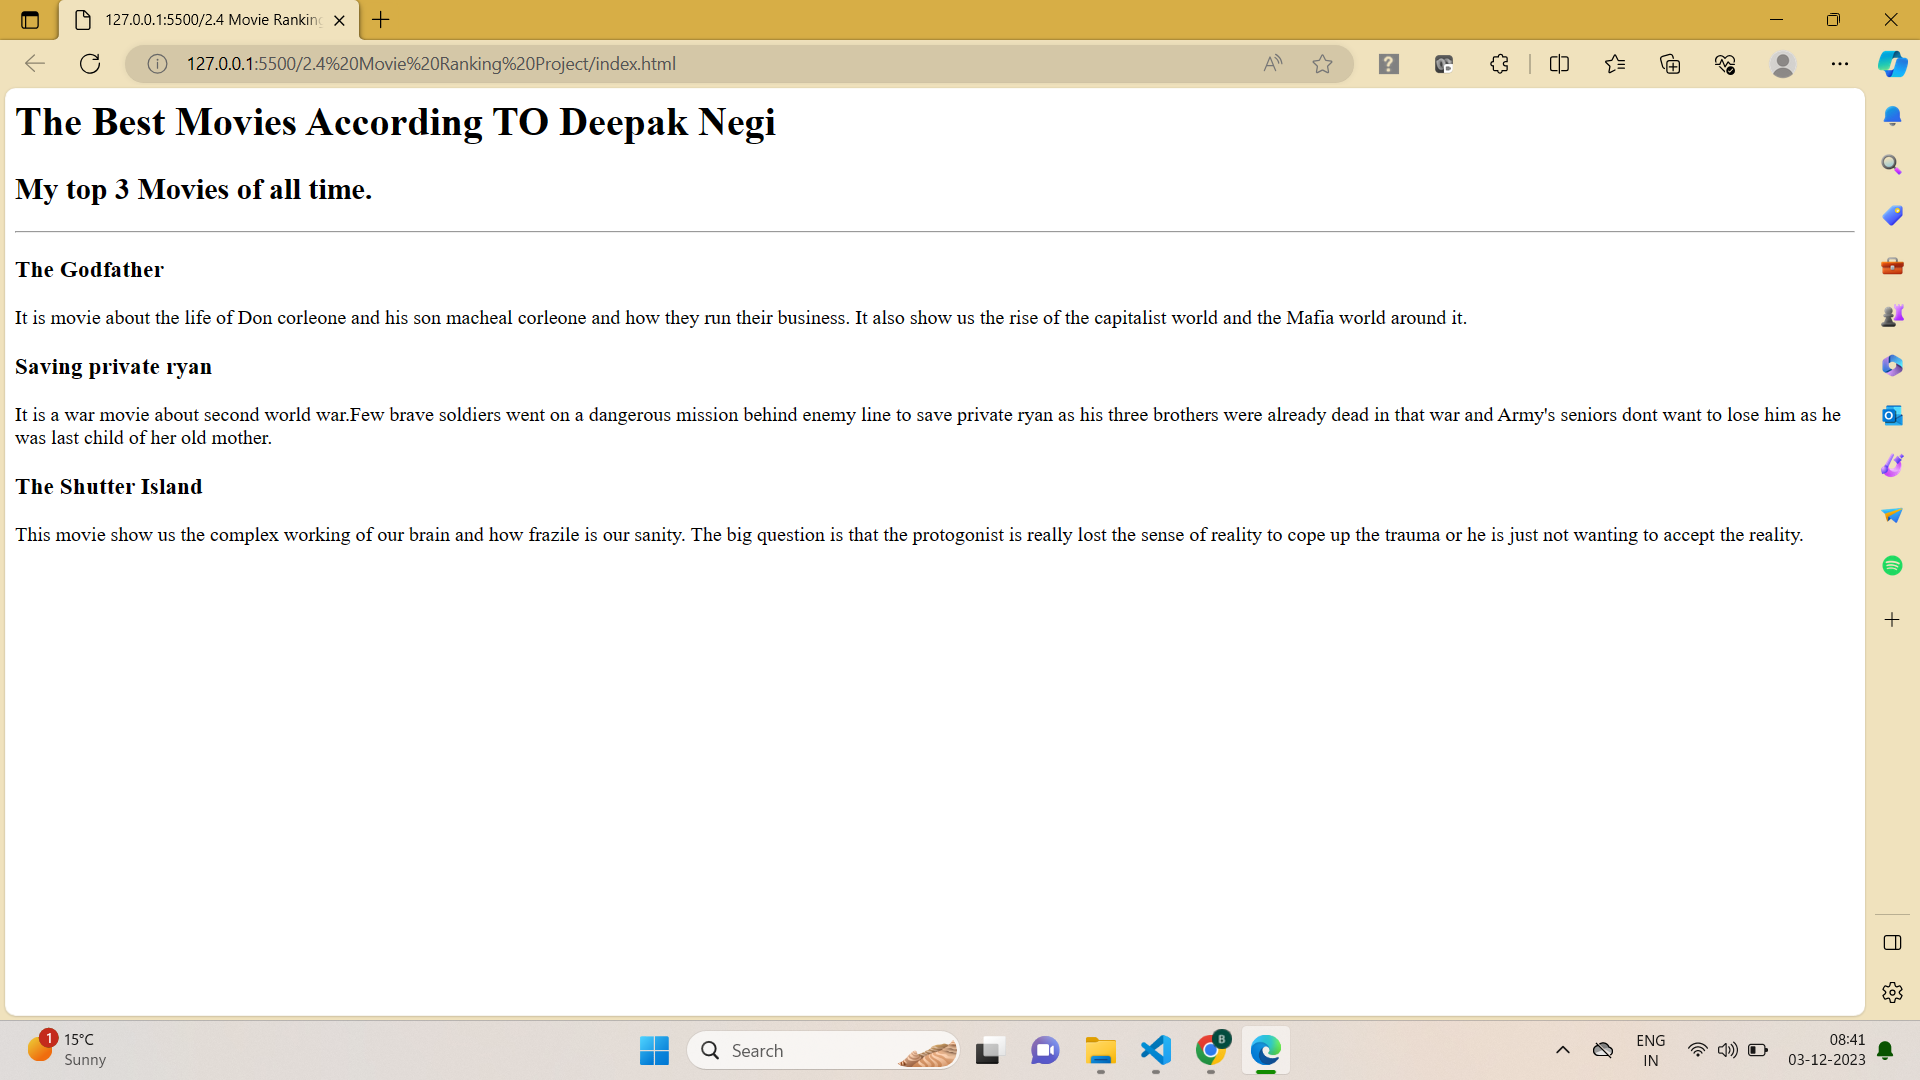 127.0.0.1:5500/2.4 Movie Ranking
127.0.0.1:5500/2.4%20Movie%20Ranking%20Project/index.html
The Best Movies According TO Deepak Negi
My top 3 Movies of all time.
The Godfather
It is movie about the life of Don corleone and his son macheal corleone and how they run their business. It also show us the rise of the capitalist world and the Mafia world around it.
Saving private ryan
It is a war movie about second world war.Few brave soldiers went on a dangerous mission behind enemy line to save private ryan as his three brothers were already dead in that war and Army's seniors dont want to lose him as he
was last child of her old mother.
The Shutter Island
This movie show us the complex working of our brain and how frazile is our sanity. The big question is that the protogonist is really lost the sense of reality to cope up the trauma or he is just not wanting to accept the reality.
1
15°C
Sunny
Search
B
ENG
IN
08:41
03-12-2023